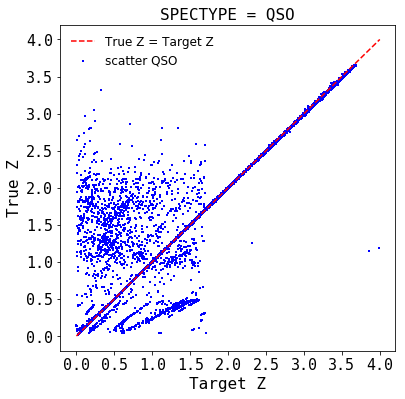 SPECTYPE = QSO
True Z = Target Z
scatter QSO
4.0
3.5
3.0
2.5
2.0
1.5
1.0
0.5
0.0
True Z
0.0 0.5 1.0 1.5 2.0 2.5 3.0 3.5 4.0
Target Z